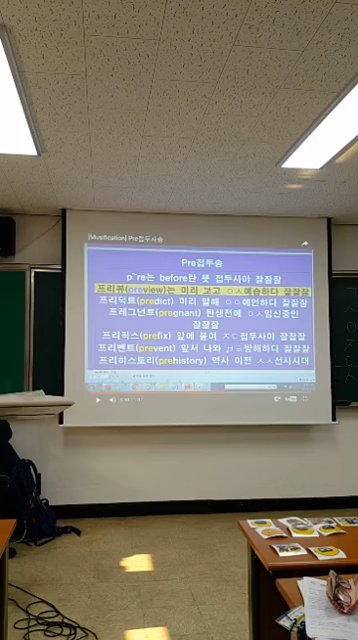 [Musification] Pre접두사송
Pre접두송
p~re는 before란 뜻 접두사야 잘잘잘
프리뷰(preview)는 미리 보고 ㅇㅅ예습하다 잘잘잘
프리딕트(predict) 미리 말해 ㅇㅇ예언하다 잘잘잘
프레그넌트(pregnant) 탄생전에 ㅇㅅ임신중인
잘잘잘
프리픽스(prefix) 앞에 붙여 ㅈㄷ접두사야 잘잘잘
프리벤트(prevent) 앞서 나와 방해하다 잘잘잘
프리히스토리(prehistory) 역사 이전 ㅅㅅ선사시대